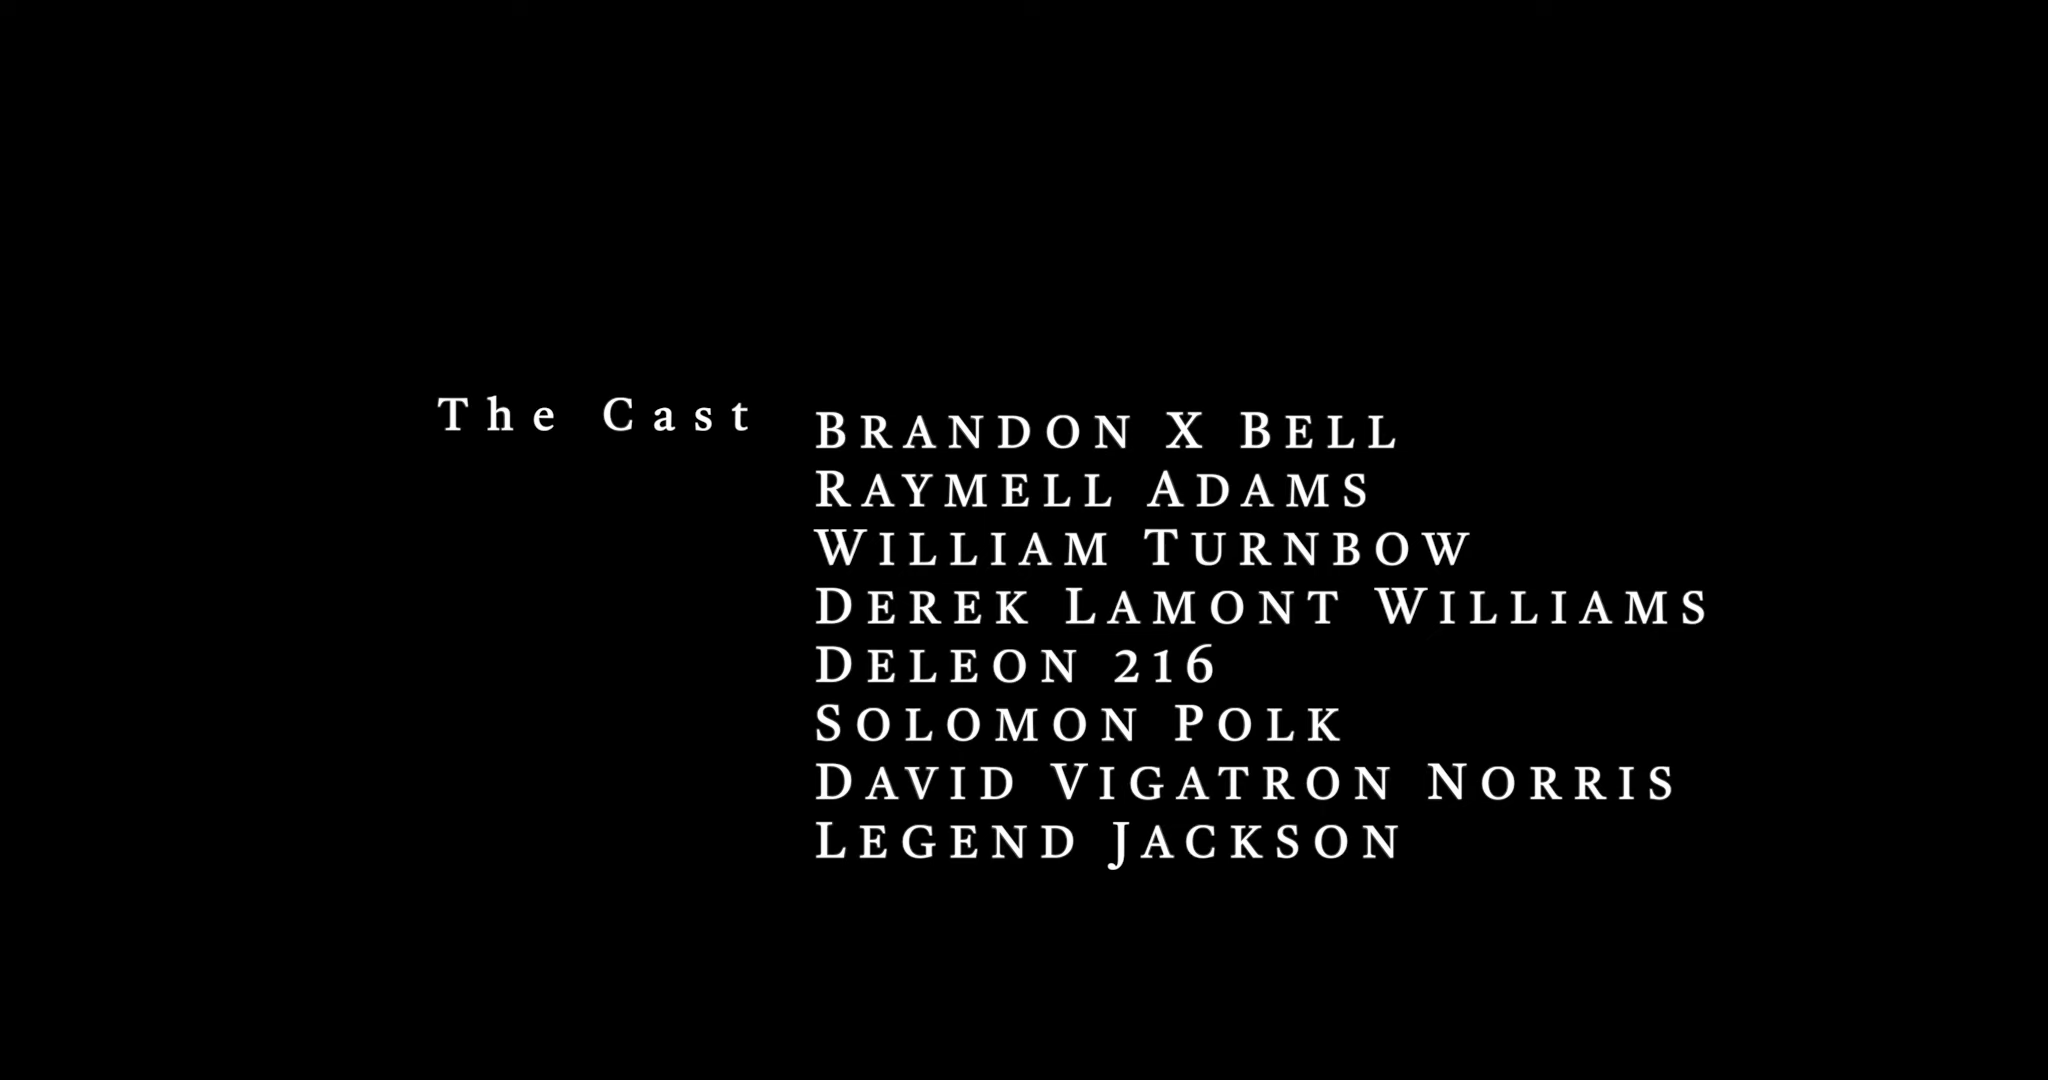 The Cast
BRANDON X BELL
RAYMELL ADAMS
WILLIAM TURNBOW
DEREK LAMONT WILLIAMS
DELEON 216
SOLOMON POLK
DAVID VIGATRON NORRIS
LEGEND JACKSON